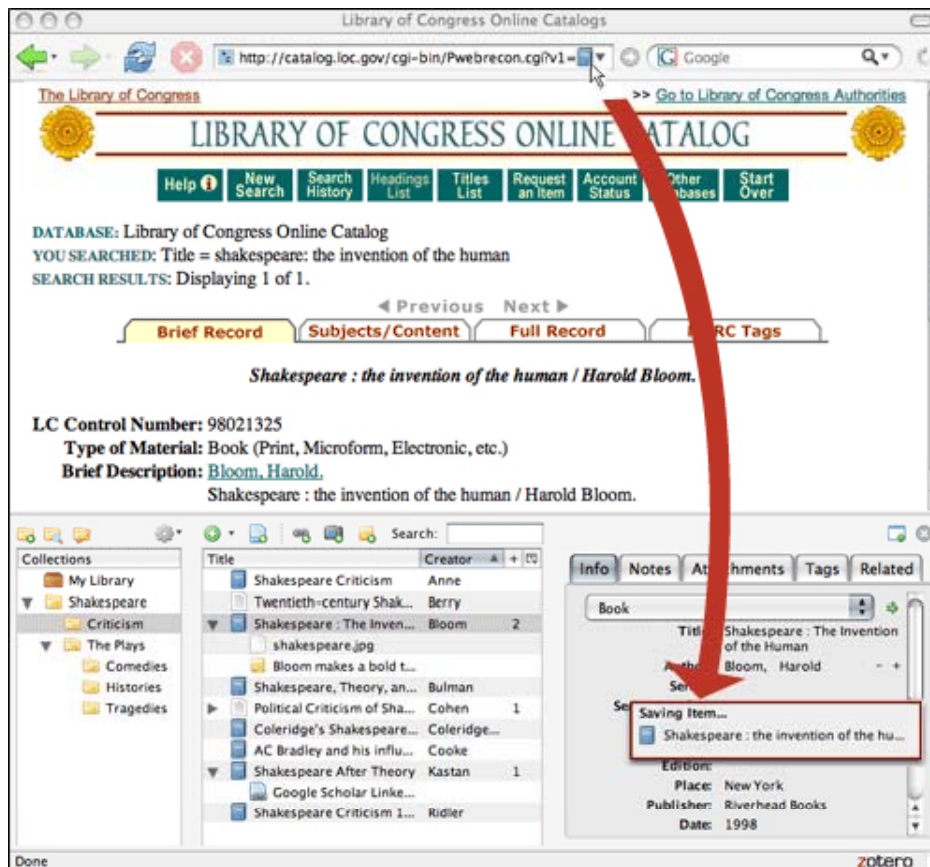 Library of Congress Online Catalogs
http://catalog.loc.gov/cgi-bin/Pwebrecon.cgi?v1=
Google
The Library of Congress
>> Go to Library of Congress Authorities
LIBRARY OF CONGRESS ONLINE CATALOG
Help
New Search
Search History
Headings List
Titles List
Request an Item
Account Status
Other
Start Over
DATABASE: Library of Congress Online Catalog
YOU SEARCHED: Title = shakespeare: the invention of the human
SEARCH RESULTS: Displaying 1 of 1.
Previous Next
Brief Record
Subjects/Content
Full Record
RC Tags
Shakespeare : the invention of the human / Harold Bloom.
LC Control Number: 98021325
Type of Material: Book (Print, Microform, Electronic, etc.)
Brief Description: Bloom, Harold.
Shakespeare : the invention of the human / Harold Bloom.
Search:
Collections
My Library
Shakespeare
Criticism
The Plays
Comedies
Histories
Tragedies
Title Creator +
Shakespeare Criticism Anne
Twentieth-century Shak... Berry
Shakespeare : The Inven... Bloom 2
shakespeare.jpg
Bloom makes a bold t...
Shakespeare, Theory, an... Bulman
Political Criticism of Sha... Cohen 1
Coleridge's Shakespeare... Coleridge...
AC Bradley and his influ... Cooke
Shakespeare After Theory Kastan 1
Google Scholar Linke...
Shakespeare Criticism 1... Ridler
Info
Notes
Attachments
Tags
Related
Book
Title: Shakespeare : The Invention
of the Human
Author: Bloom, Harold - +
Saving Item...
Shakespeare : the invention of the hu...
Edition:
Place: New York
Publisher: Riverhead Books
Date: 1998
Done
zotero